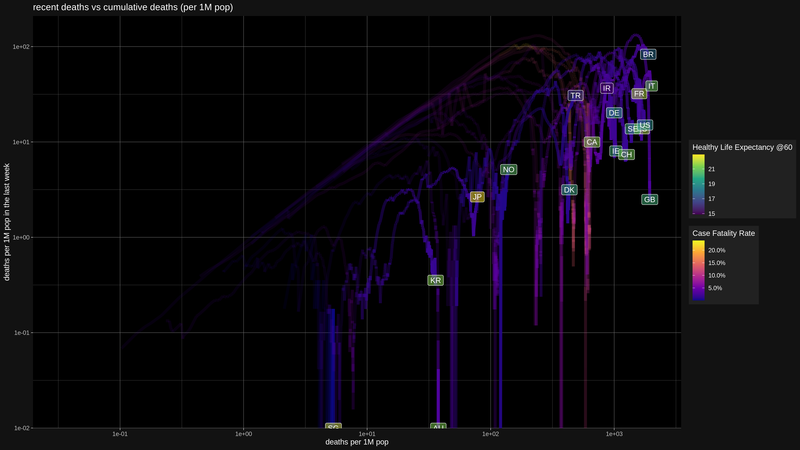 recent deaths vs cumulative deaths (per 1M pop)
1e+02
BR
IT
IR
FR
TR
DE
US
1e+01
CA
IE
CH
NO
DK
JP
GB
1e+00
KR
1e-01
1e-02
SG
AU
1e-01
1e+00
1e+01
1e+02
1e+03
deaths per 1M pop
deaths per 1M pop in the last week
Healthy Life Expectancy @60
21
19
17
15
Case Fatality Rate
20.0%
15.0%
10.0%
5.0%